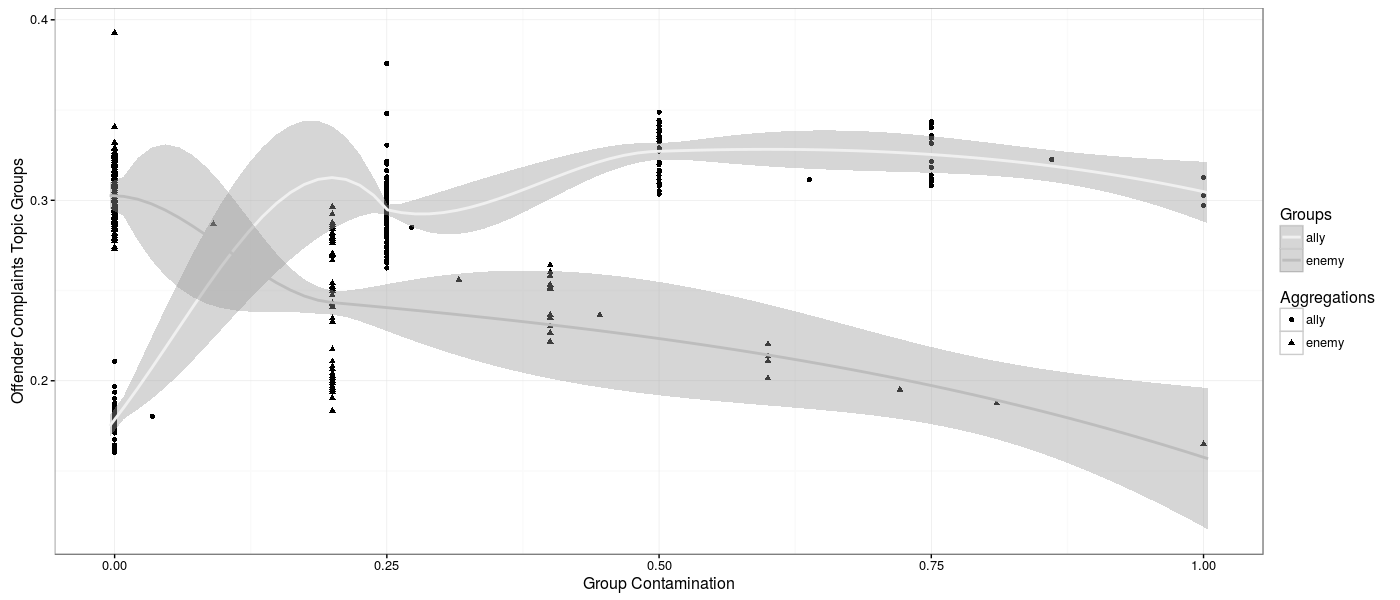 Offender Complaints Topic Groups
0.4
0.3
0.2
0.00
0.25
0.50
0.75
1.00
Group Contamination
Groups
ally
enemy
Aggregations
ally
enemy